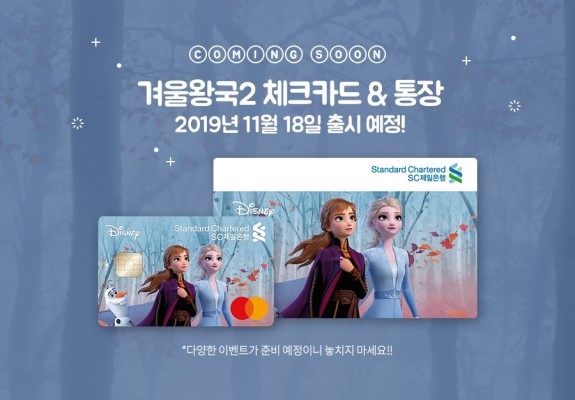 COMING SOON
겨울왕국2 체크카드 & 통장
2019년 11월 18일 출시 예정!
Standard Chartered
SC제일은행
Disney
Disney
Standard Chartered
SC제일은행
*다양한 이벤트가 준비 예정이니 놓치지 마세요!!